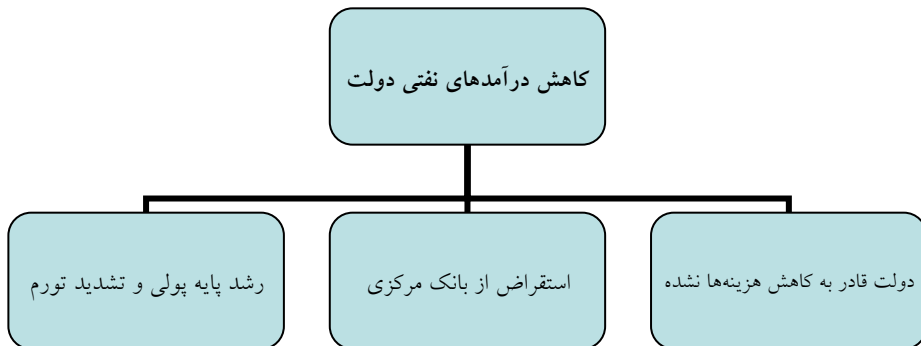 کاهش درآمدهای نفتی دولت
دولت قادر به کاهش هزینه‌ها نشده
استقراض از بانک مرکزی
رشد پایه پولی و تشدید تورم